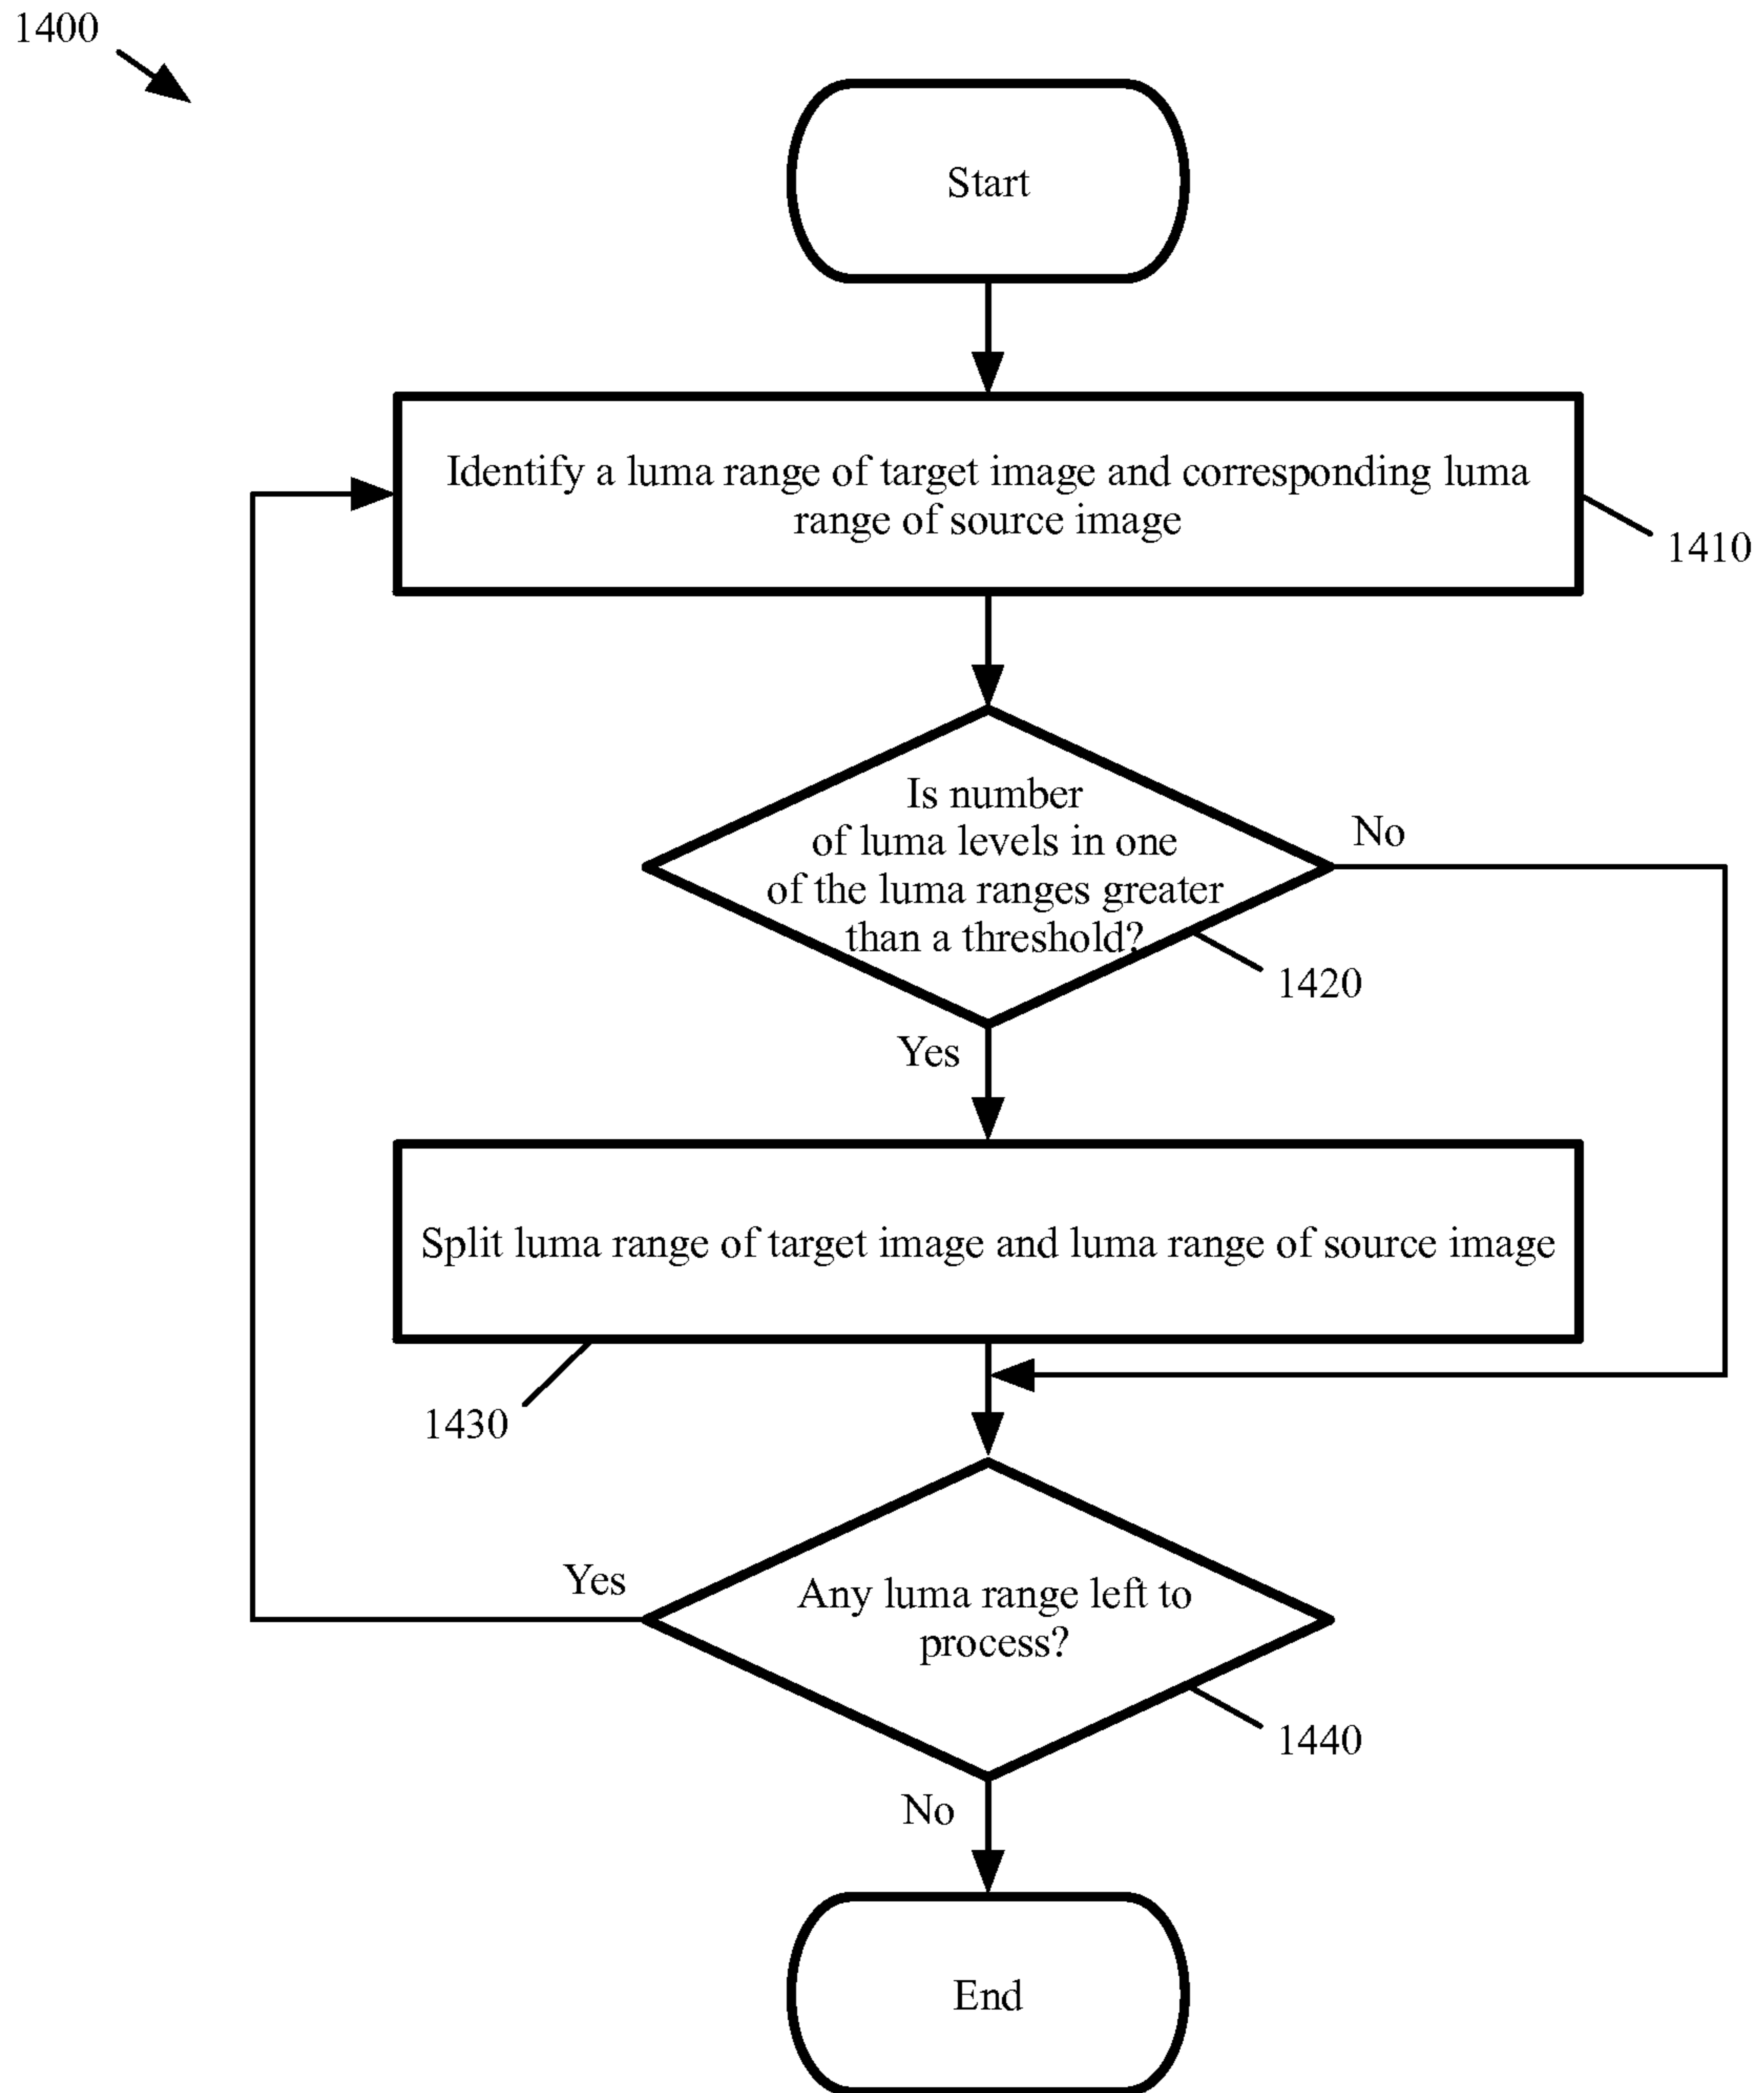 1400
Start
Identify a luma range of target image and corresponding luma
range of source image
1410
Is number
of luma levels in one
of the luma ranges greater
than a threshold?
No
1420
Yes
Split luma range of target image and luma range of source image
1430
Yes
Any luma range left to
process?
1440
No
End